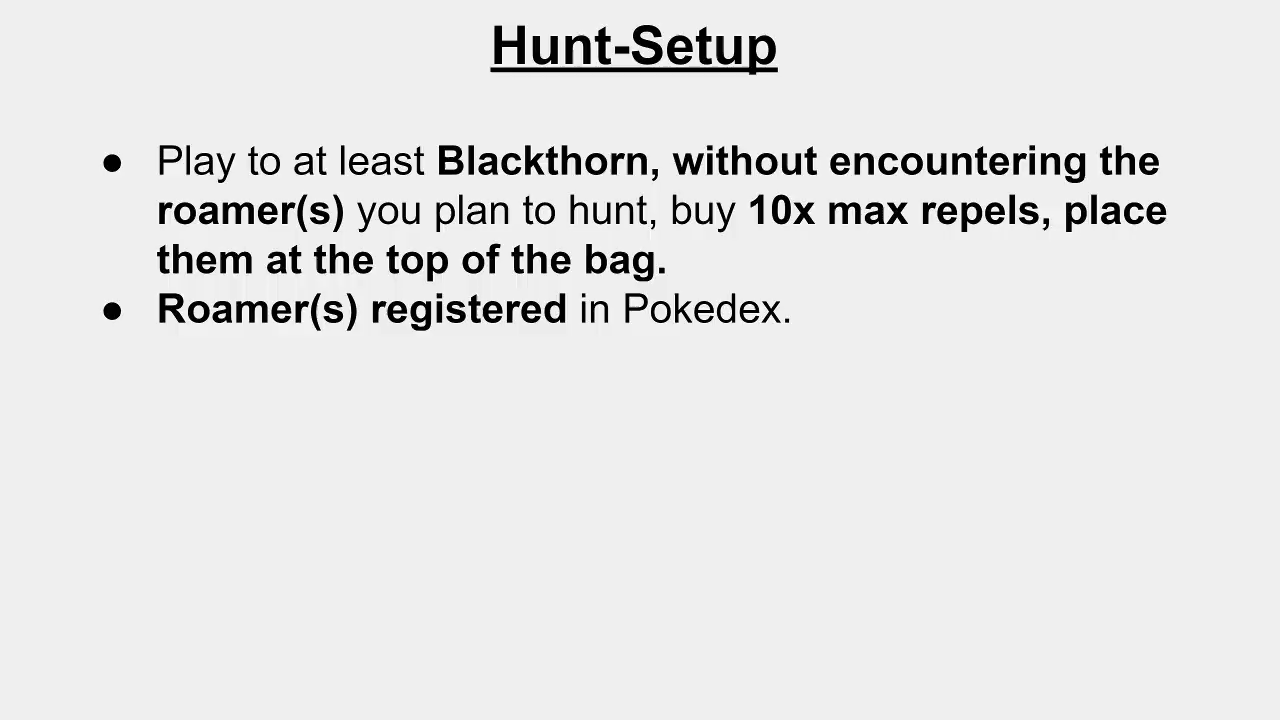 Hunt-Setup
● Play to at least Blackthorn, without encountering the
roamer(s) you plan to hunt, buy 10x max repels, place
them at the top of the bag.
● Roamer(s) registered in Pokedex.